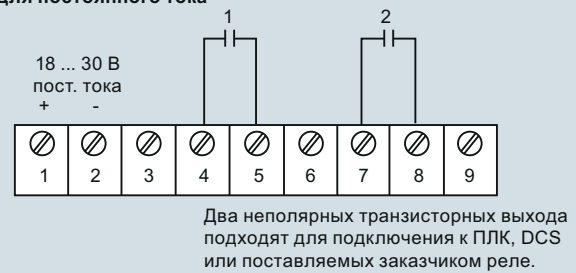 для постоянного тока
1 2
18 ... 30 В
пост. тока
+ -
1 2 3 4 5 6 7 8 9
Два неполярных транзисторных выхода
подходят для подключения к ПЛК, DCS
или поставляемых заказчиком реле.